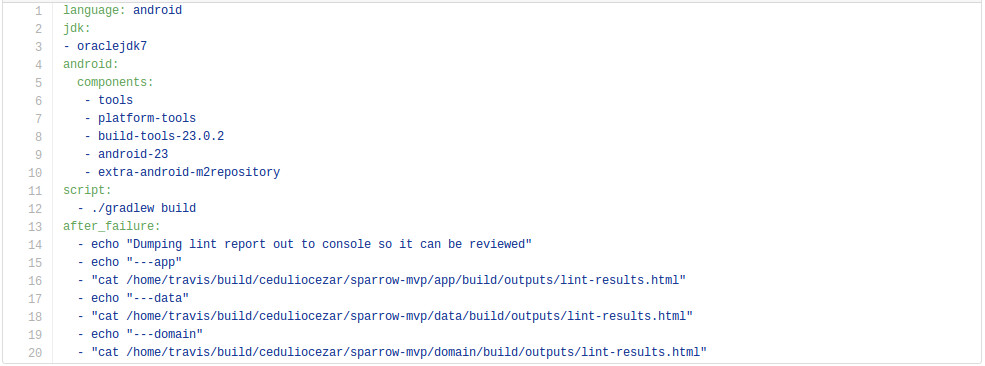 1 language: android
2 jdk:
3 - oraclejdk7
4 android:
5   components:
6    - tools
7    - platform-tools
8    - build-tools-23.0.2
9    - android-23
10    - extra-android-m2repository
11 script:
12   - ./gradlew build
13 after_failure:
14   - echo "Dumping lint report out to console so it can be reviewed"
15   - echo "---app"
16   - "cat /home/travis/build/ceduliocezar/sparrow-mvp/app/build/outputs/lint-results.html"
17   - echo "---data"
18   - "cat /home/travis/build/ceduliocezar/sparrow-mvp/data/build/outputs/lint-results.html"
19   - echo "---domain"
20   - "cat /home/travis/build/ceduliocezar/sparrow-mvp/domain/build/outputs/lint-results.html"